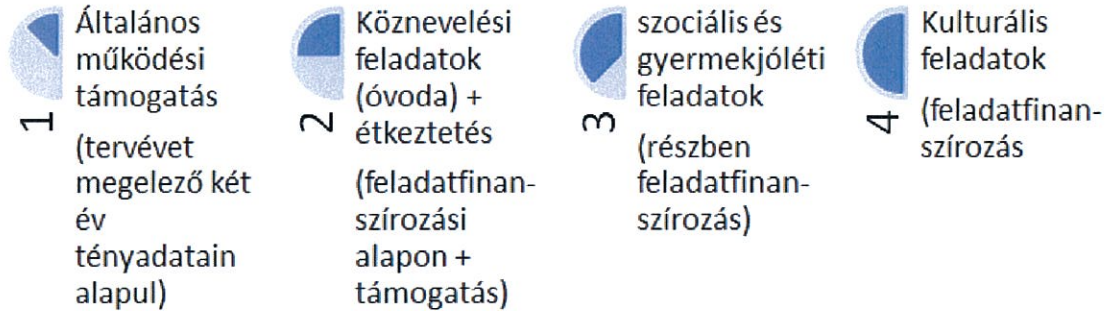 1
Általános
működési
támogatás
(tervévet
megelező két
év
tényadatain
alapul)
2
Köznevelési
feladatok
(óvoda) +
étkeztetés
(feladatfinan-
szírozási
alapon +
támogatás)
3
szociális és
gyermekjóléti
feladatok
(részben
feladatfinan-
szírozás)
4
Kulturális
feladatok
(feladatfinan-
szírozás